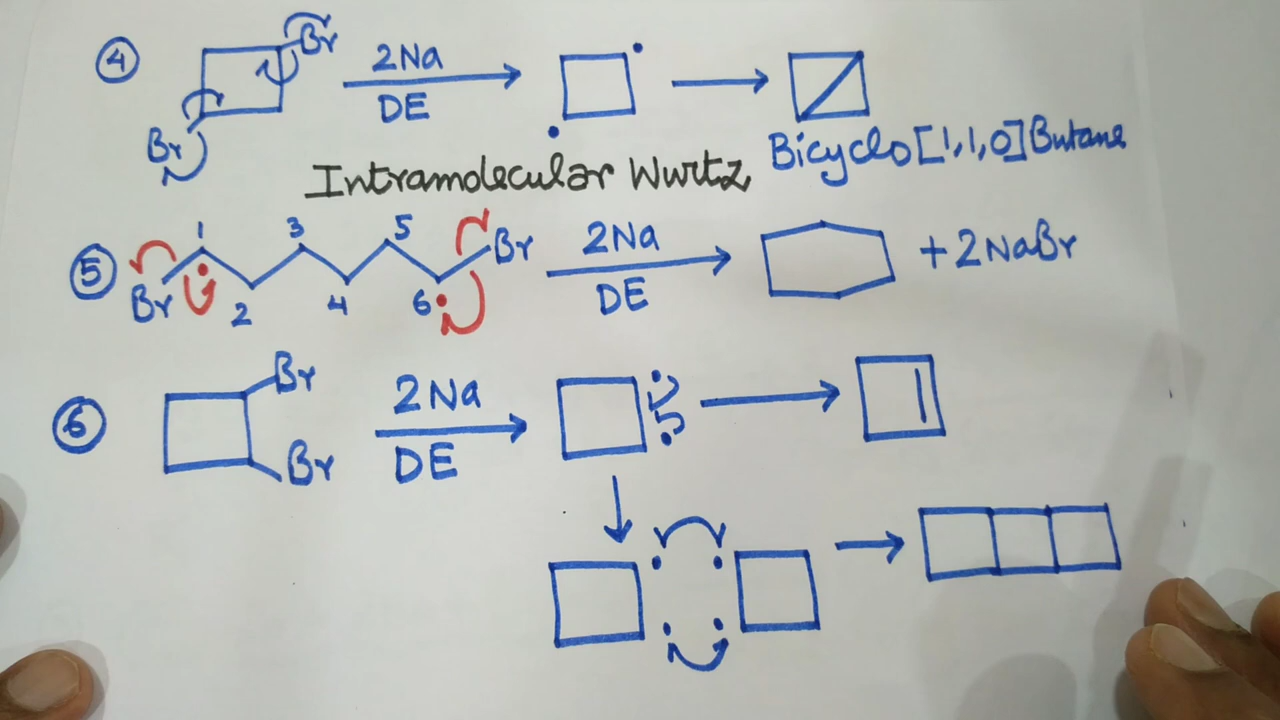 ④ Br 2Na
Br DE
Bicyclo[1,1,0]Butane
Intramolecular Wurtz
⑤ Br 1 2 3 4 5 6 Br 2Na + 2NaBr
DE
⑥ Br 2Na
Br DE